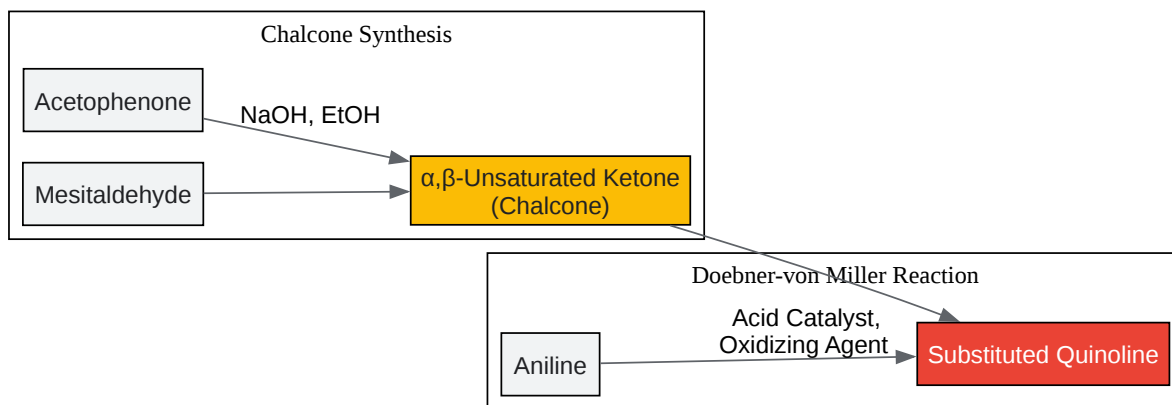 Chalcone Synthesis
Acetophenone
NaOH, EtOH
Mesitaldehyde
α,β-Unsaturated Ketone
(Chalcone)
Doebner-von Miller Reaction
Acid Catalyst,
Oxidizing Agent
Aniline
Substituted Quinoline